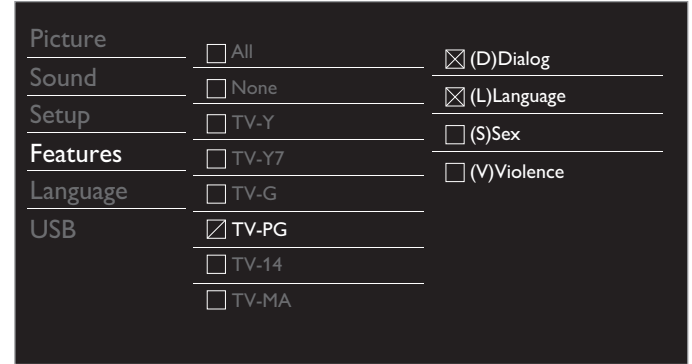 Picture
Sound
Setup
Features
Language
USB
All
None
TV-Y
TV-Y7
TV-G
TV-PG
TV-14
TV-MA
(D)Dialog
(L)Language
(S)Sex
(V)Violence